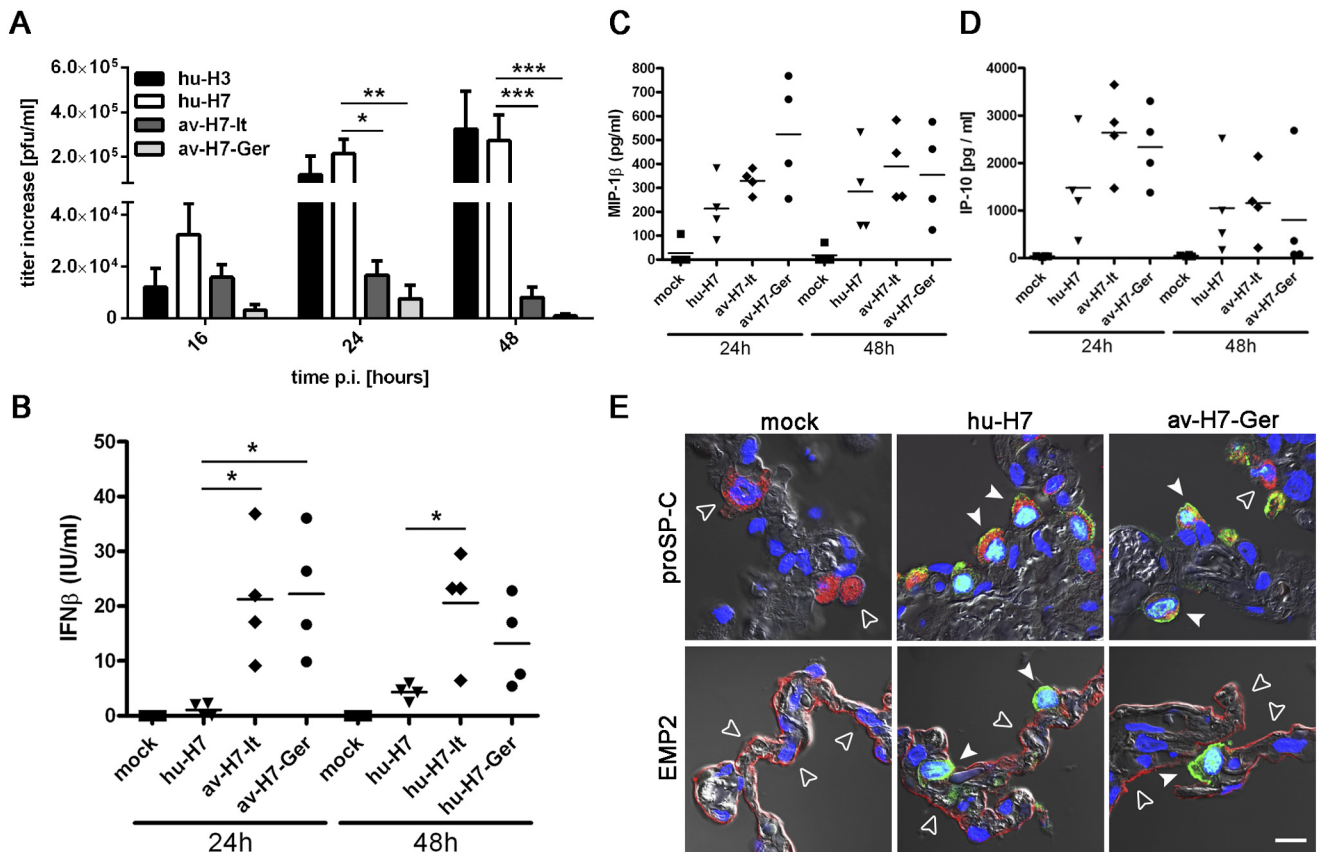 A
6.0×10⁵
4.0×10⁵
2.0×10⁵
4.0×10⁴
2.0×10⁴
0
titer increase [pfu/ml]
hu-H3
hu-H7
av-H7-It
av-H7-Ger
** ***
* ***
16 24 48
time p.i. [hours]
B
50
40
30
20
10
0
IFNβ (IU/ml)
*
* *
mock hu-H7 av-H7-It av-H7-Ger mock hu-H7 hu-H7-It hu-H7-Ger
24h 48h
C
800
700
600
500
400
300
200
100
0
MIP-1β (pg/ml)
mock hu-H7 av-H7-It av-H7-Ger mock hu-H7 av-H7-It av-H7-Ger
24h 48h
D
4000
3000
2000
1000
0
IP-10 [pg / ml]
mock hu-H7 av-H7-It av-H7-Ger mock hu-H7 av-H7-It av-H7-Ger
24h 48h
E
mock hu-H7 av-H7-Ger
proSP-C
EMP2